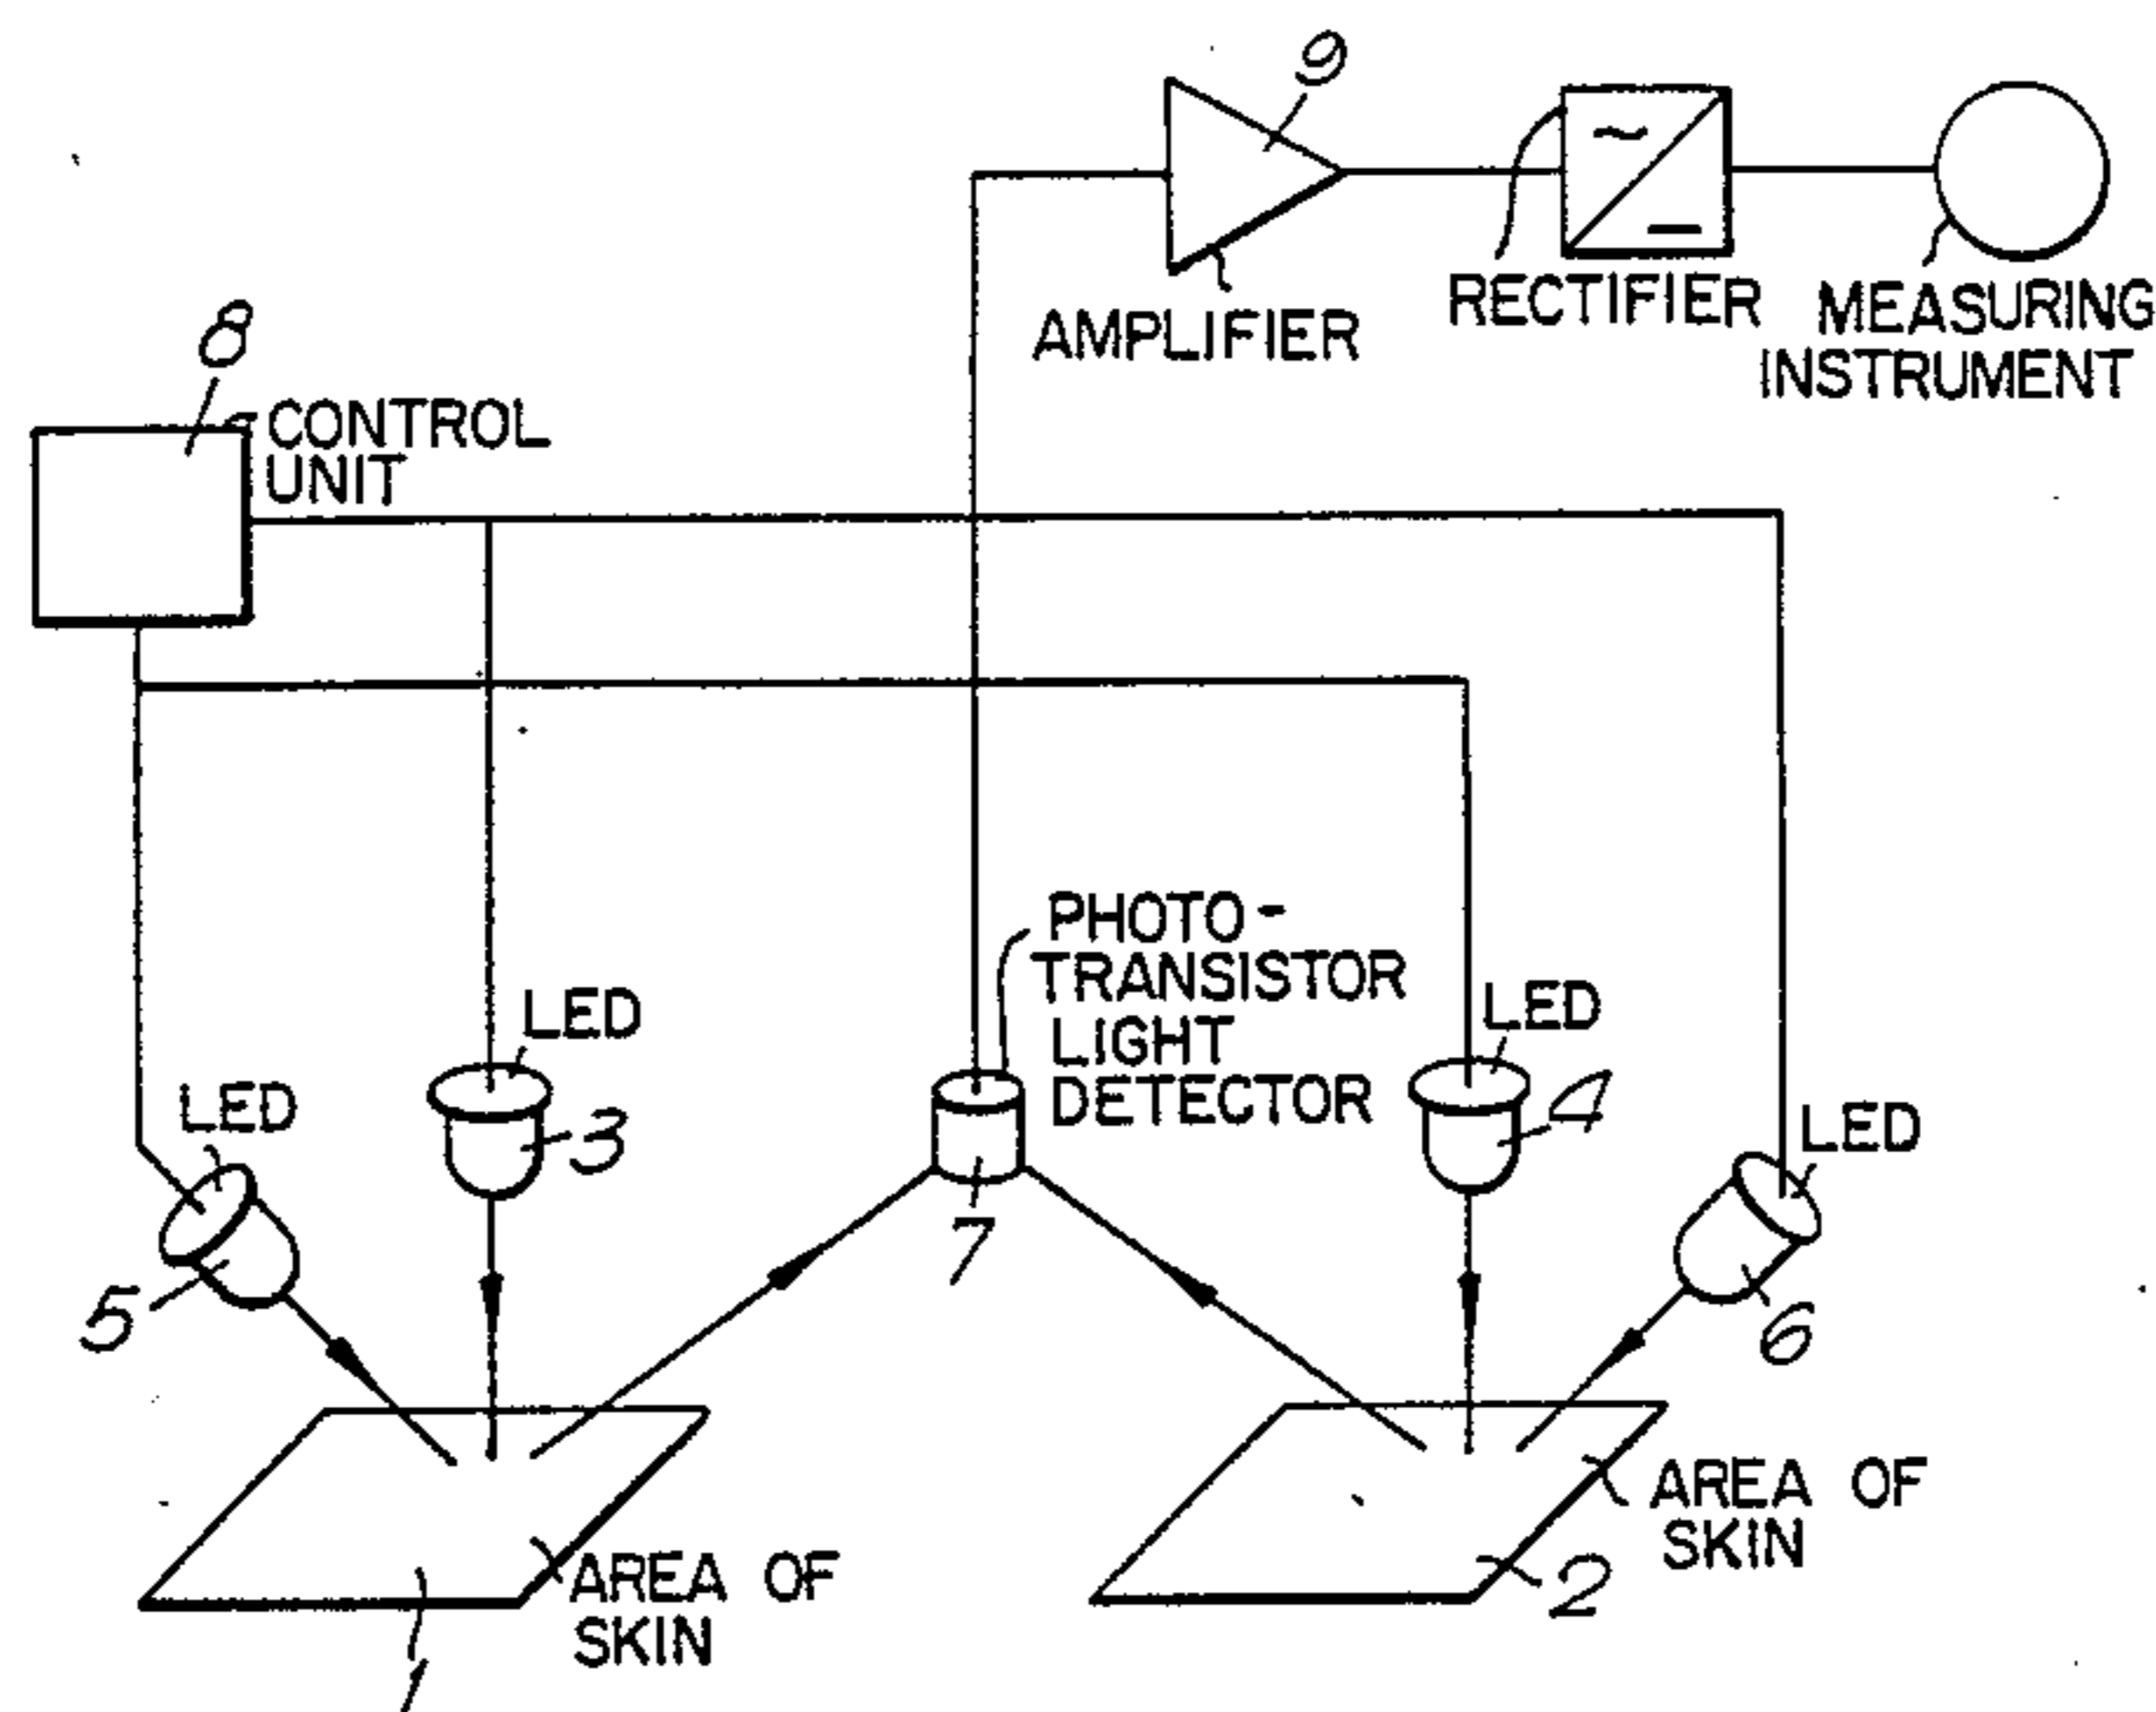 9
RECTIFIER
MEASURING
INSTRUMENT
AMPLIFIER
8
CONTROL
UNIT
PHOTO-
TRANSISTOR
LIGHT
DETECTOR
LED
LED
LED
LED
3
4
5
7
6
AREA OF
SKIN
AREA OF
SKIN
2
1
~
–